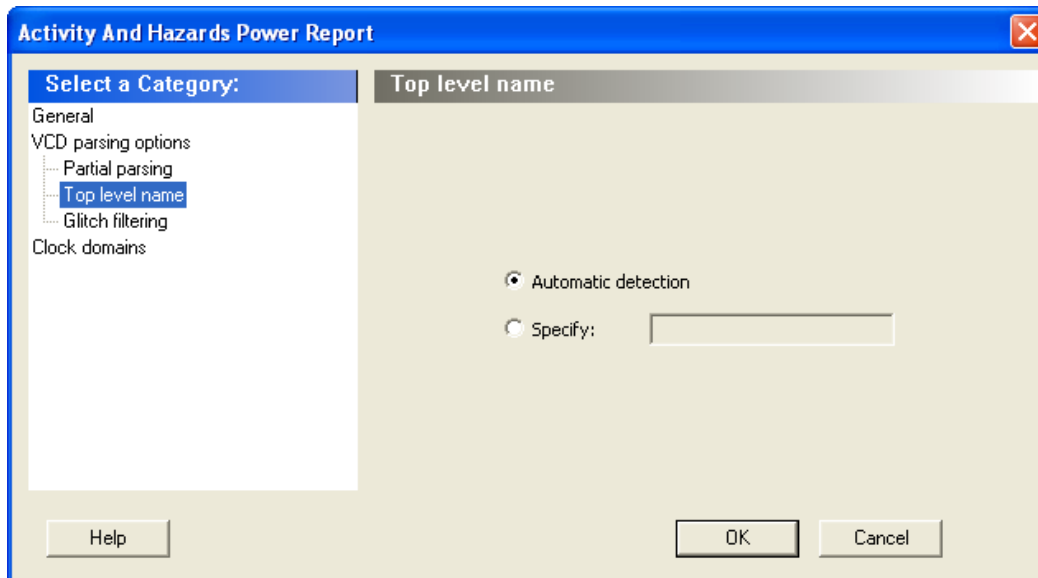 Activity And Hazards Power Report
Select a Category:
General
VCD parsing options
Partial parsing
Top level name
Glitch filtering
Clock domains
Top level name
Automatic detection
Specify:
Help
OK
Cancel